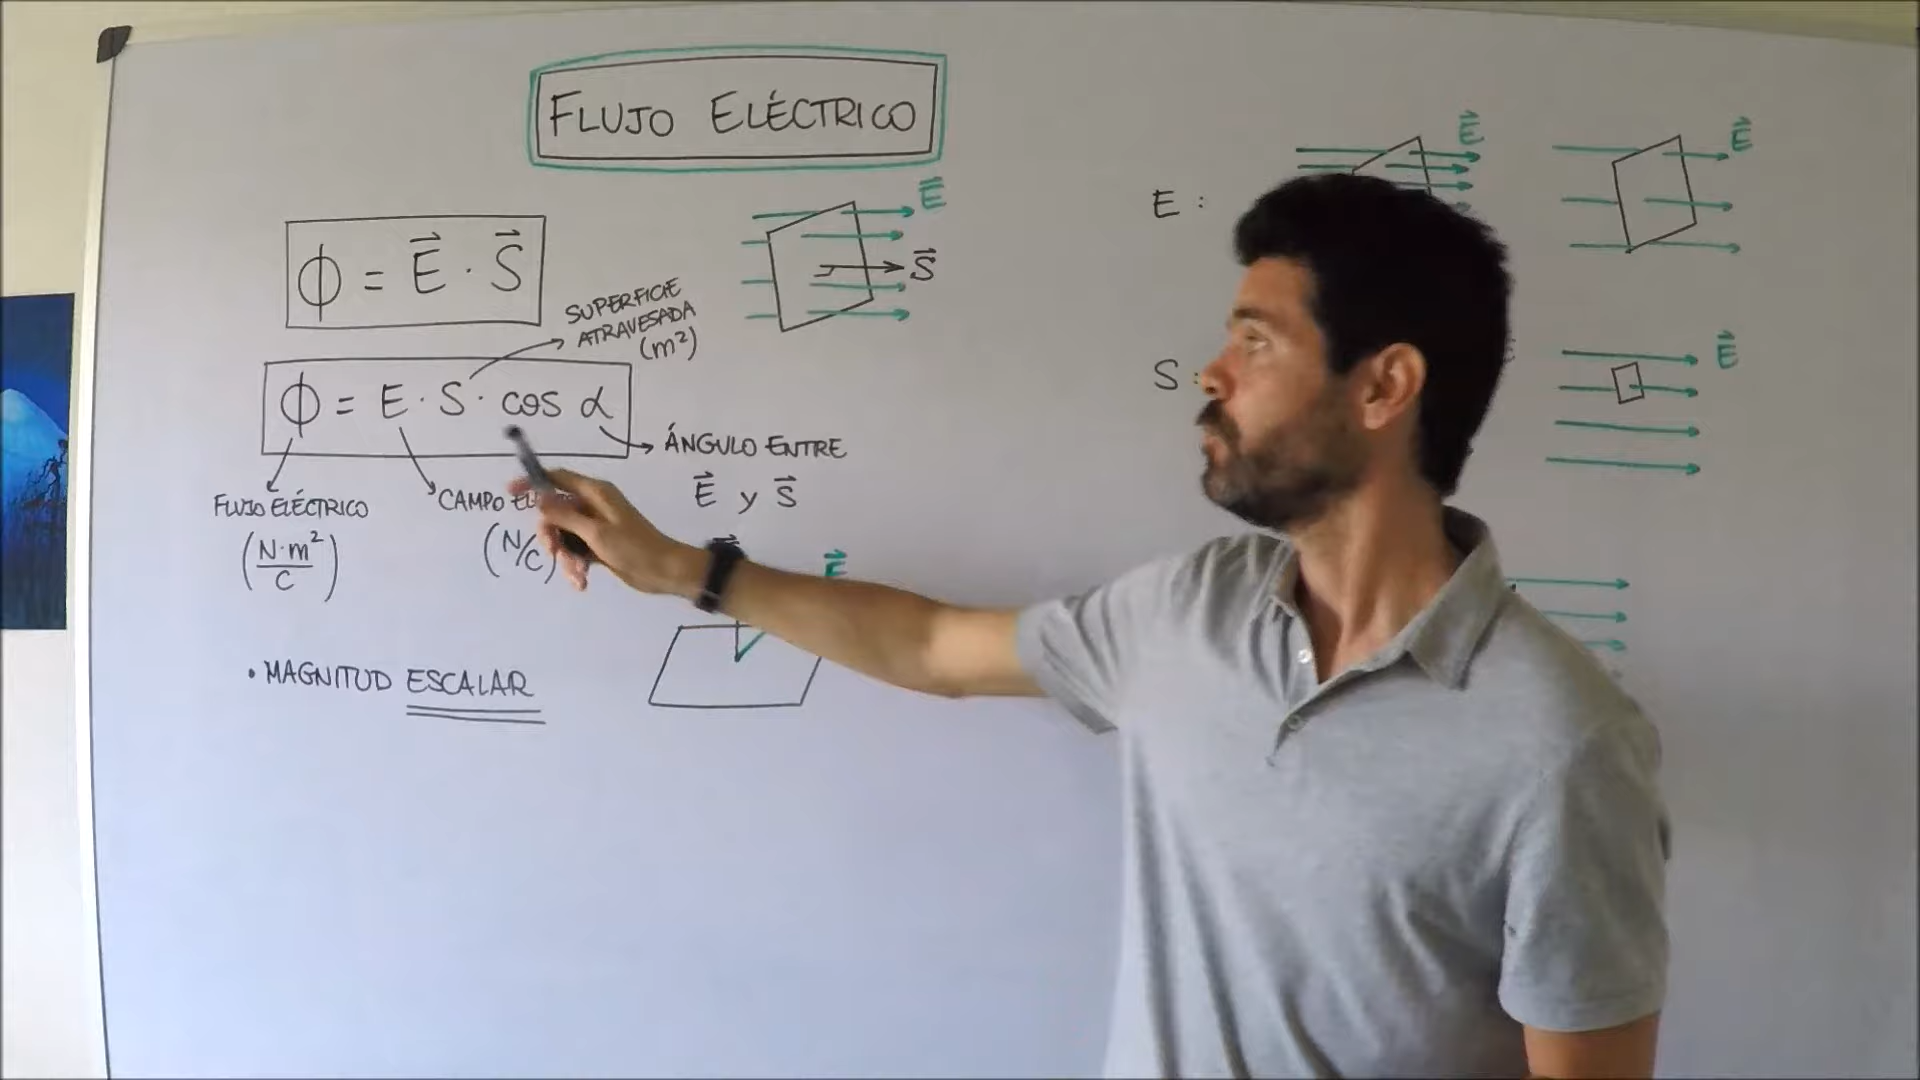 FLUJO ELÉCTRICO
ϕ = E⃗ · S⃗
E⃗
S⃗
SUPERFICIE
ATRAVESADA
(m²)
ϕ = E · S · cos α
ÁNGULO ENTRE
E⃗ y S⃗
FLUJO ELÉCTRICO
(N·m²/C)
CAMPO
(N/C)
E⃗
• MAGNITUD ESCALAR
E :
E⃗
E⃗
S :
E⃗